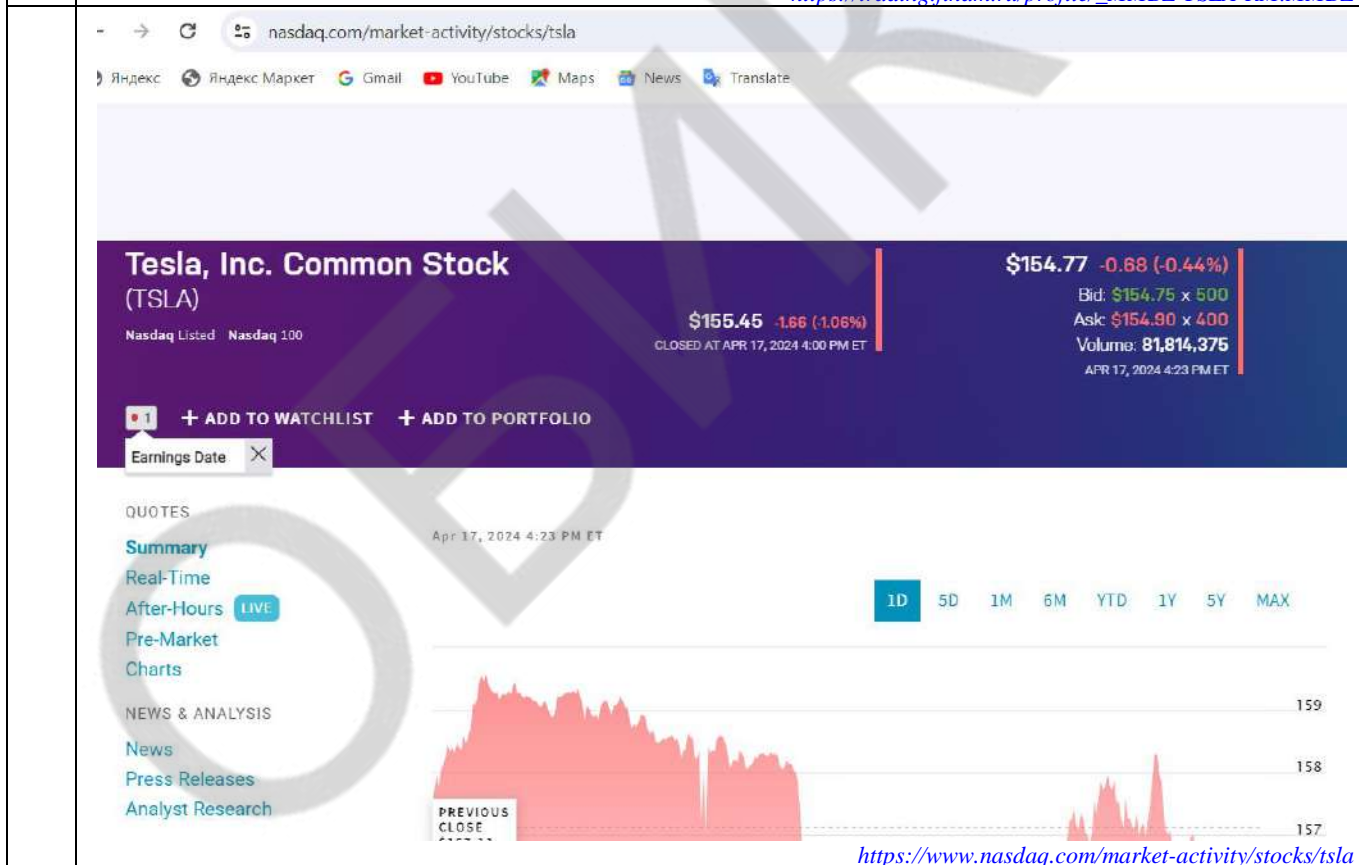 nasdaq.com/market-activity/stocks/tsla
Яндекс Яндекс Маркет Gmail YouTube Maps News Translate
Tesla, Inc. Common Stock
(TSLA)
Nasdaq Listed Nasdaq 100
$155.45 -1.66 (-1.06%)
CLOSED AT APR 17, 2024 4:00 PM ET
$154.77 -0.68 (-0.44%)
Bid: $154.75 x 500
Ask: $154.90 x 400
Volume: 81,814,375
APR 17, 2024 4:23 PM ET
1 + ADD TO WATCHLIST + ADD TO PORTFOLIO
Earnings Date
QUOTES
Summary
Real-Time
After-Hours LIVE
Pre-Market
Charts
NEWS & ANALYSIS
News
Press Releases
Analyst Research
Apr 17, 2024 4:23 PM ET
1D 5D 1M 6M YTD 1Y 5Y MAX
159
158
157
PREVIOUS
CLOSE
https://www.nasdaq.com/market-activity/stocks/tsla